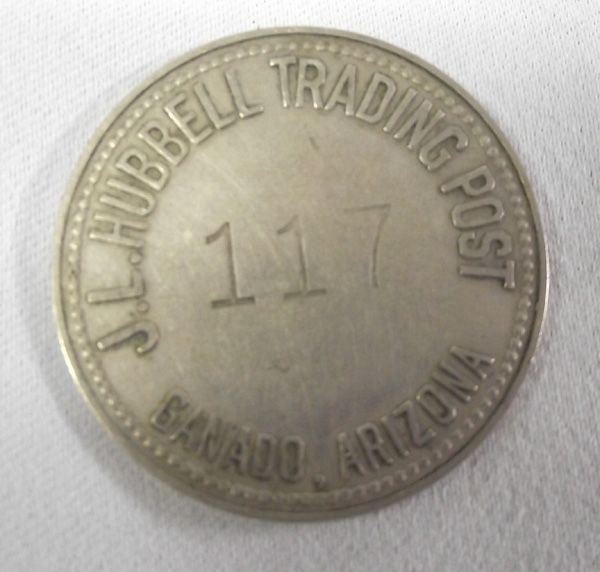 J.L. HUBBELL TRADING POST
117
GANADO, ARIZONA